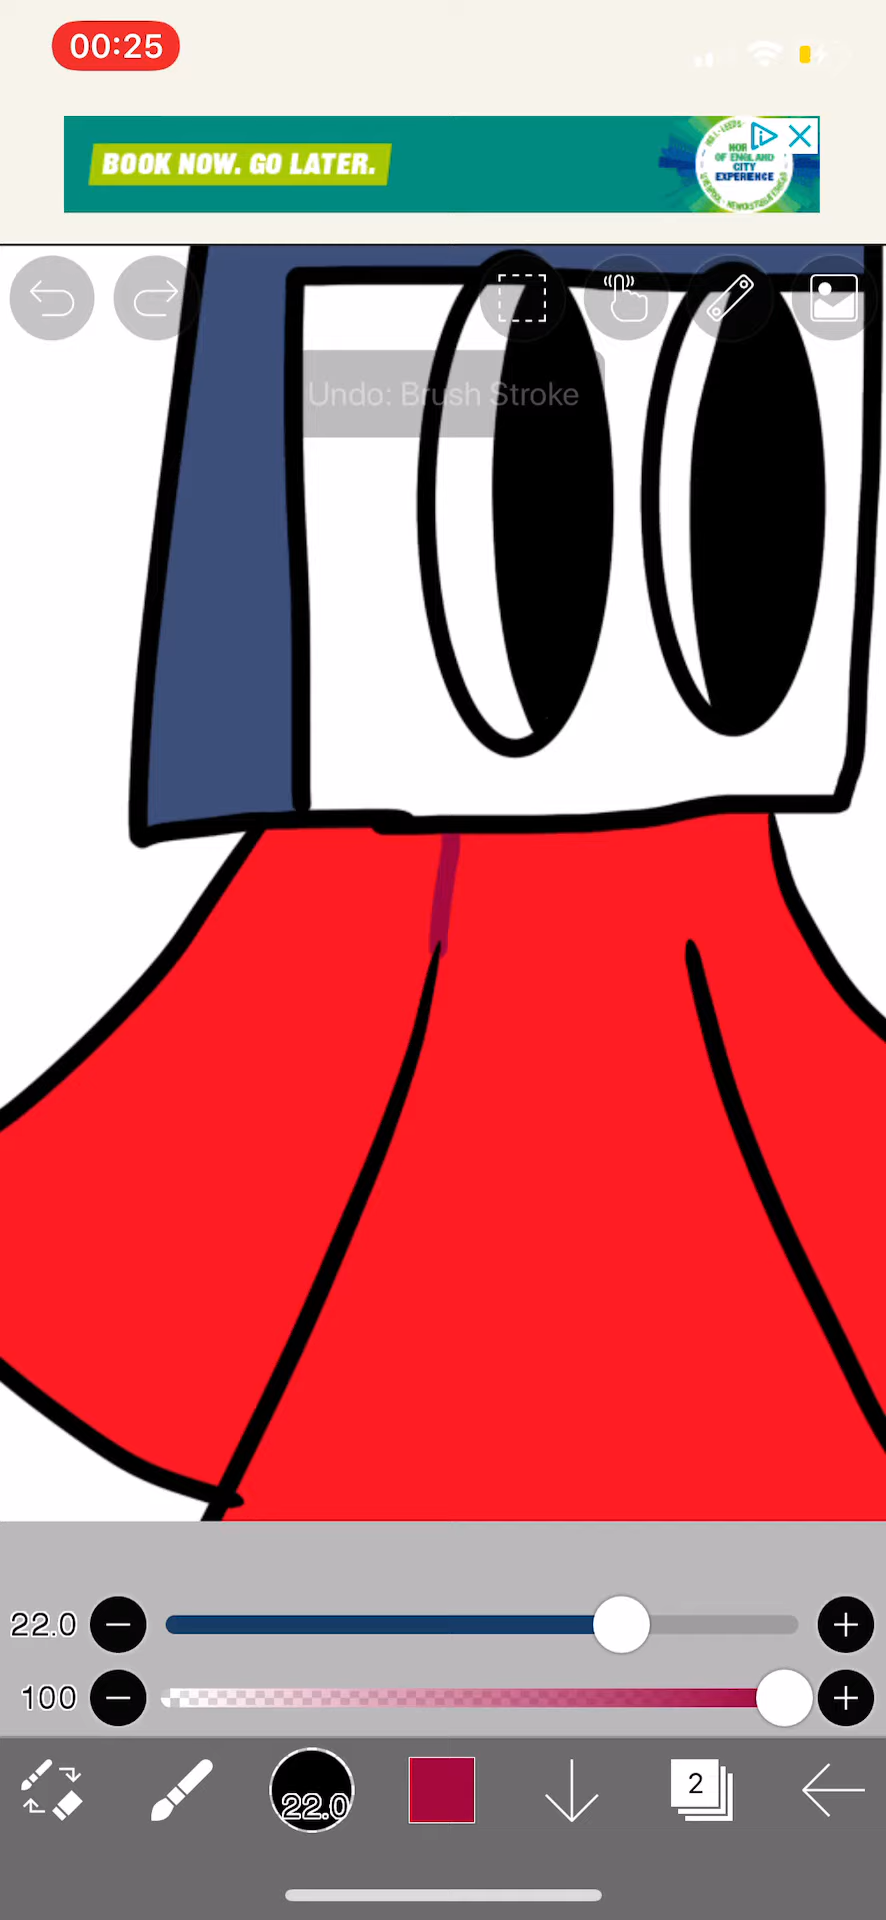 00:25
BOOK NOW. GO LATER.
OF ENGLAND
CITY
EXPERIENCE
Undo: Brush Stroke
22.0
100
22.0
2